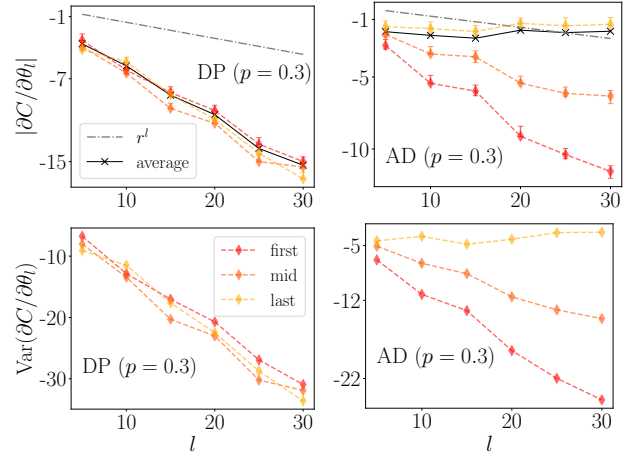 |∂C/∂θ_l|
-1
-7
-15
DP (p = 0.3)
r^l
average
10
20
30
-1
-5
-10
AD (p = 0.3)
10
20
30
Var(∂C/∂θ_l)
-10
-20
-30
first
mid
last
DP (p = 0.3)
10
20
30
l
-5
-12
-22
AD (p = 0.3)
10
20
30
l